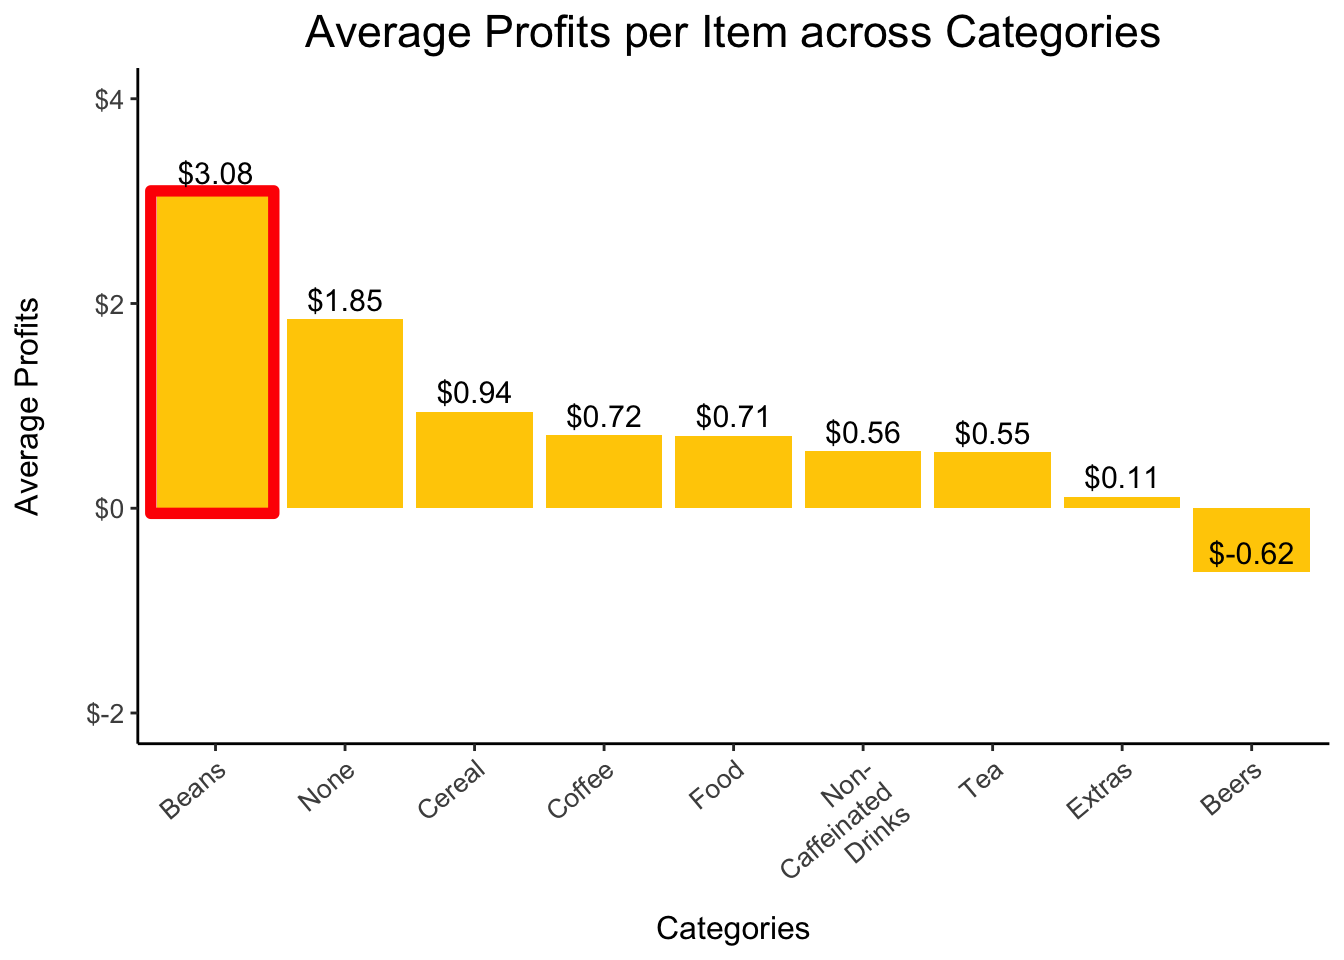 Average Profits per Item across Categories
$4
$2
$0
$-2
Average Profits
$3.08
$1.85
$0.94
$0.72
$0.71
$0.56
$0.55
$0.11
$-0.62
Beans
None
Cereal
Coffee
Food
Non-
Caffeinated
Drinks
Tea
Extras
Beers
Categories